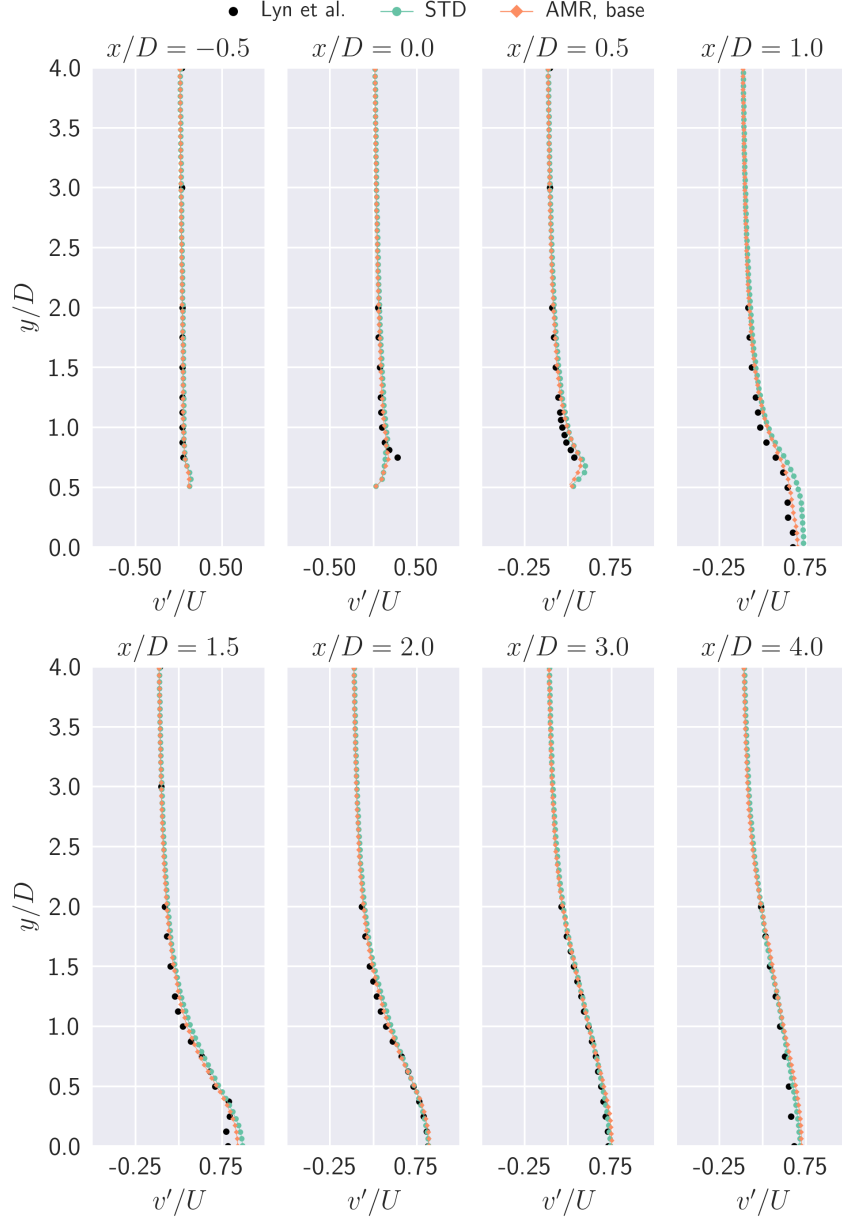 Lyn et al. STD AMR, base
x/D = −0.5 x/D = 0.0 x/D = 0.5 x/D = 1.0
4.0
3.5
3.0
2.5
2.0
1.5
1.0
0.5
0.0
y/D
-0.50 0.50 -0.50 0.50 -0.25 0.75 -0.25 0.75
v′/U v′/U v′/U v′/U
x/D = 1.5 x/D = 2.0 x/D = 3.0 x/D = 4.0
4.0
3.5
3.0
2.5
2.0
1.5
1.0
0.5
0.0
y/D
-0.25 0.75 -0.25 0.75 -0.25 0.75 -0.25 0.75
v′/U v′/U v′/U v′/U